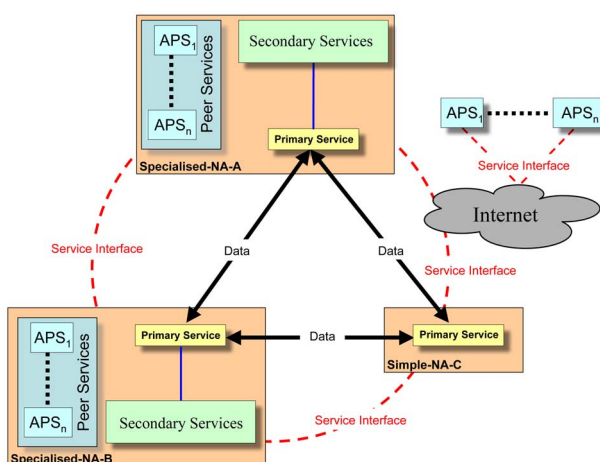 APS1
APSn
Peer Services
Secondary Services
Primary Service
Specialised-NA-A
APS1
APSn
Service Interface
Internet
Service Interface
Data
Data
Service Interface
APS1
APSn
Peer Services
Primary Service
Secondary Services
Specialised-NA-B
Data
Primary Service
Simple-NA-C
Service Interface